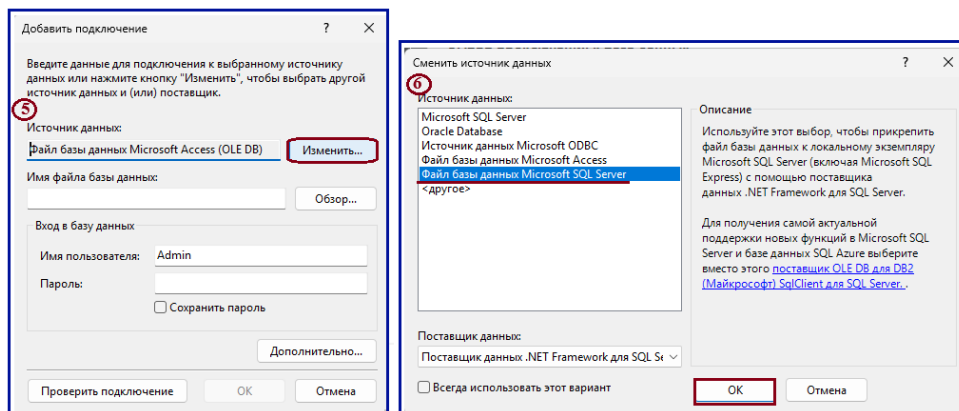 Добавить подключение
?
×
Введите данные для подключения к выбранному источнику
данных или нажмите кнопку "Изменить", чтобы выбрать другой
источник данных и (или) поставщик.
5
Источник данных:
Файл базы данных Microsoft Access (OLE DB)
Изменить...
Имя файла базы данных:
Обзор...
Вход в базу данных
Имя пользователя:
Admin
Пароль:
Сохранить пароль
Дополнительно...
Проверить подключение
ОК
Отмена
Сменить источник данных
?
×
6
Источник данных:
Microsoft SQL Server
Oracle Database
Источник данных Microsoft ODBC
Файл базы данных Microsoft Access
Файл базы данных Microsoft SQL Server
<другое>
Описание
Используйте этот выбор, чтобы прикрепить
файл базы данных к локальному экземпляру
Microsoft SQL Server (включая Microsoft SQL
Express) с помощью поставщика
данных .NET Framework для SQL Server.
Для получения самой актуальной
поддержки новых функций в Microsoft SQL
Server и базе данных SQL Azure выберите
вместо этого поставщик OLE DB для DB2
(Майкрософт) SqlClient для SQL Server. .
Поставщик данных:
Поставщик данных .NET Framework для SQL Se
Всегда использовать этот вариант
ОК
Отмена